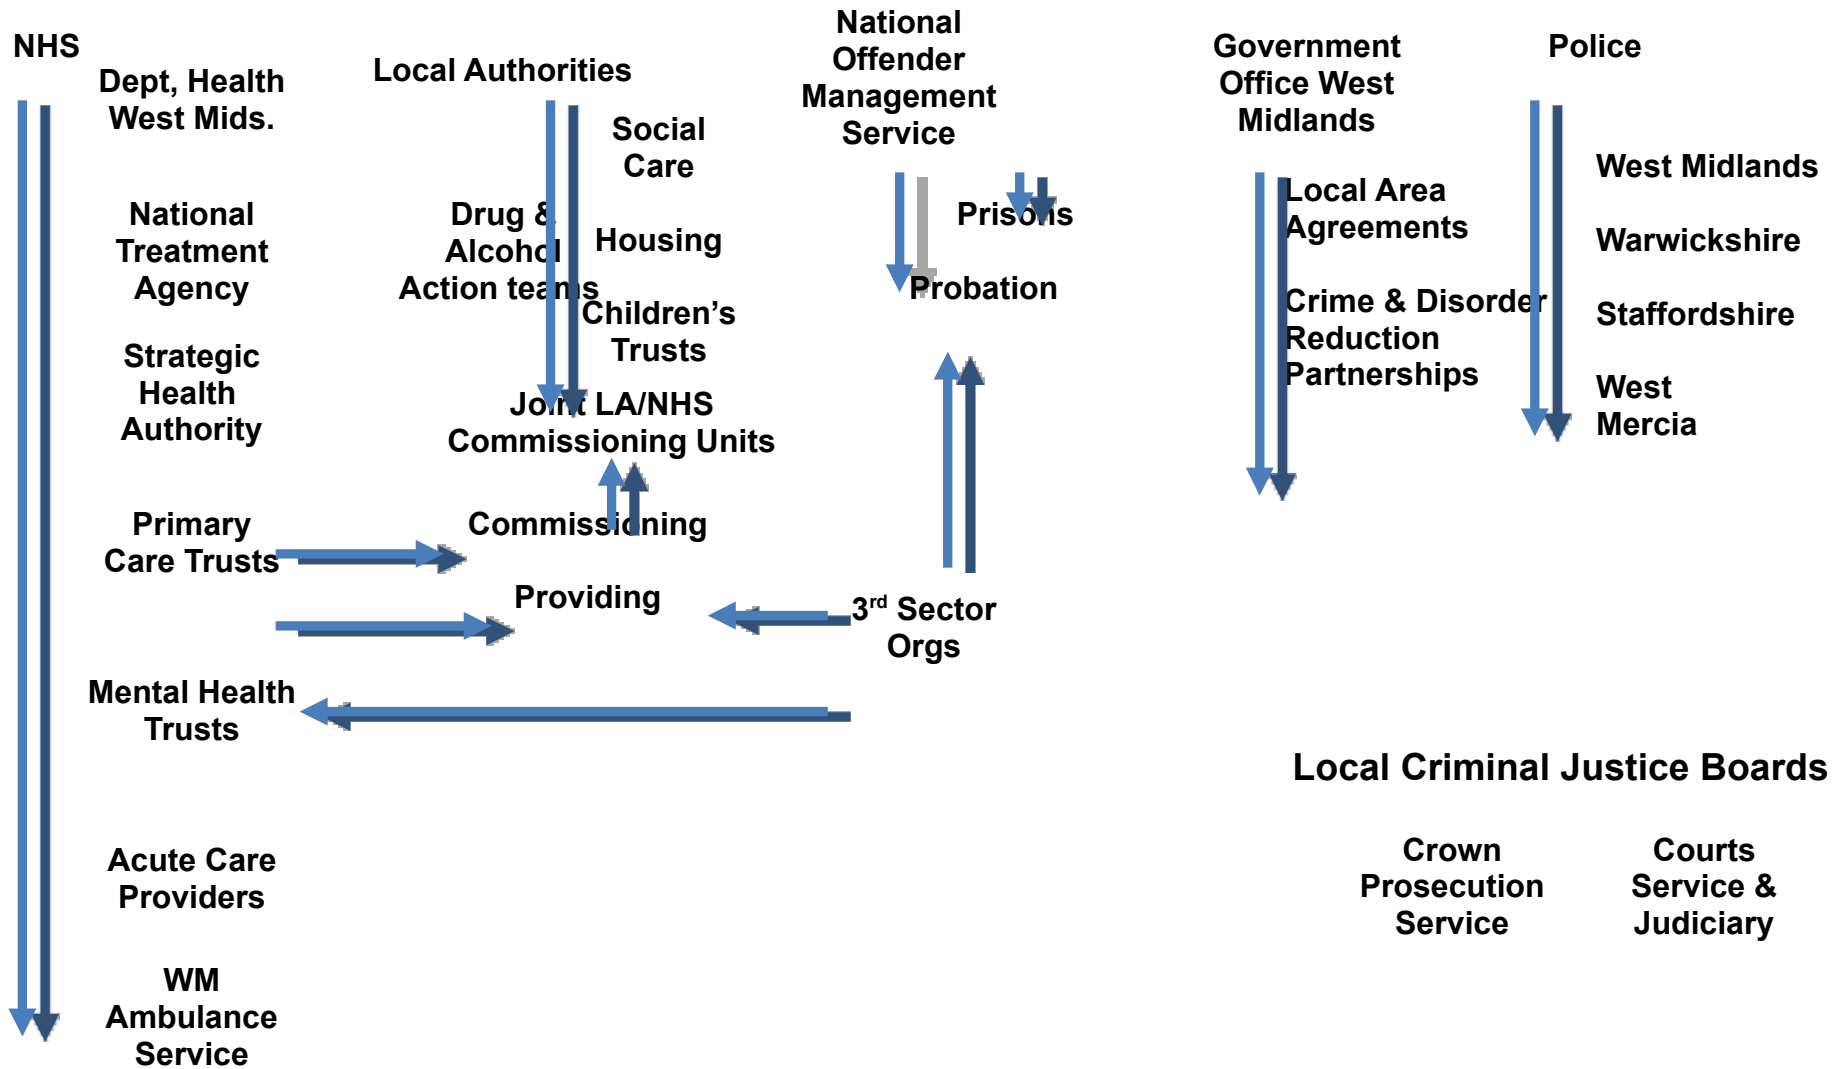 NHS
Dept, Health
West Mids.
National
Treatment
Agency
Strategic
Health
Authority
Primary
Care Trusts
Mental Health
Trusts
Acute Care
Providers
WM
Ambulance
Service
Local Authorities
Social
Care
Drug &
Alcohol
Action teams
Housing
Children’s
Trusts
Joint LA/NHS
Commissioning Units
Commissioning
Providing
National
Offender
Management
Service
Prisons
Probation
3rd Sector
Orgs
Government
Office West
Midlands
Local Area
Agreements
Crime & Disorder
Reduction
Partnerships
Police
West Midlands
Warwickshire
Staffordshire
West
Mercia
Local Criminal Justice Boards
Crown
Prosecution
Service
Courts
Service &
Judiciary